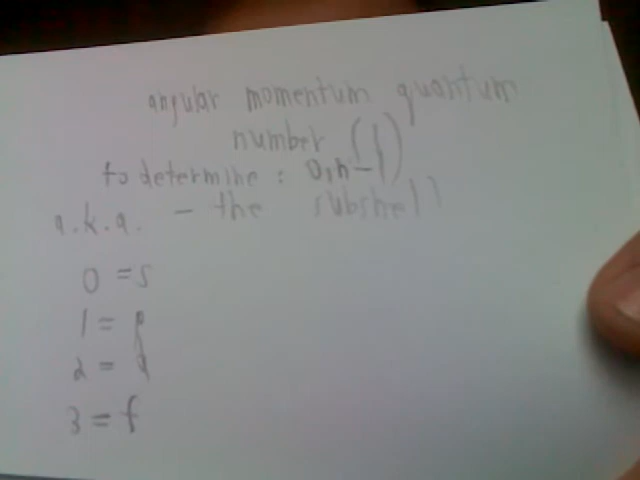 angular momentum quantum
number (l)
to determine: 0, n-1
a.k.a. - the subshell
0 = s
1 = p
2 = d
3 = f